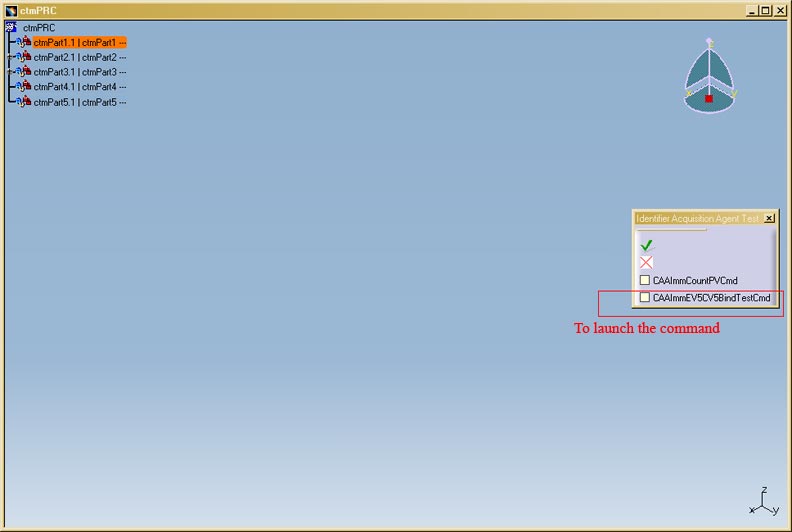 ctmPRC
ctmPRC
ctmPart1.1 | ctmPart1 ---
ctmPart2.1 | ctmPart2 ---
ctmPart3.1 | ctmPart3 ---
ctmPart4.1 | ctmPart4 ---
ctmPart5.1 | ctmPart5 ---
z
x y
Identifier Acquisition Agent Test
CAAImmCountPVCmd
CAAImmEV5CV5BindTestCmd
To launch the command
z
x y